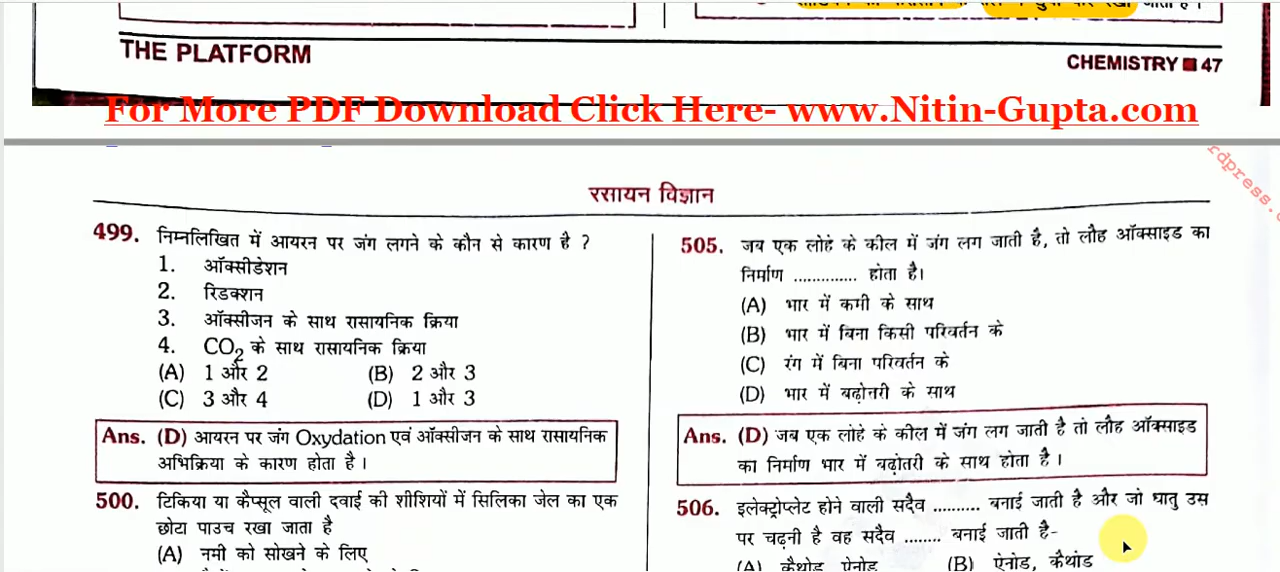 THE PLATFORM
CHEMISTRY ■ 47
For More PDF Download Click Here- www.Nitin-Gupta.com
रसायन विज्ञान
499. निम्नलिखित में आयरन पर जंग लगने के कौन से कारण है ?
1. ऑक्सीडेशन
2. रिडक्शन
3. ऑक्सीजन के साथ रासायनिक क्रिया
4. CO2 के साथ रासायनिक क्रिया
(A) 1 और 2 (B) 2 और 3
(C) 3 और 4 (D) 1 और 3
Ans. (D) आयरन पर जंग Oxydation एवं ऑक्सीजन के साथ रासायनिक
अभिक्रिया के कारण होता है।
500. टिकिया या कैप्सूल वाली दवाई की शीशियों में सिलिका जेल का एक
छोटा पाउच रखा जाता है
(A) नमी को सोखने के लिए
505. जब एक लोहे के कील में जंग लग जाती है, तो लौह ऑक्साइड का
निर्माण .............. होता है।
(A) भार में कमी के साथ
(B) भार में बिना किसी परिवर्तन के
(C) रंग में बिना परिवर्तन के
(D) भार में बढ़ोत्तरी के साथ
Ans. (D) जब एक लोहे के कील में जंग लग जाती है तो लौह ऑक्साइड
का निर्माण भार में बढ़ोतरी के साथ होता है।
506. इलेक्ट्रोप्लेट होने वाली सदैव .......... बनाई जाती है और जो धातु उस
पर चढ़नी है वह सदैव ........ बनाई जाती है-
(A) कैथोड, ऐनोड (B) ऐनोड, कैथोड
rdpress.